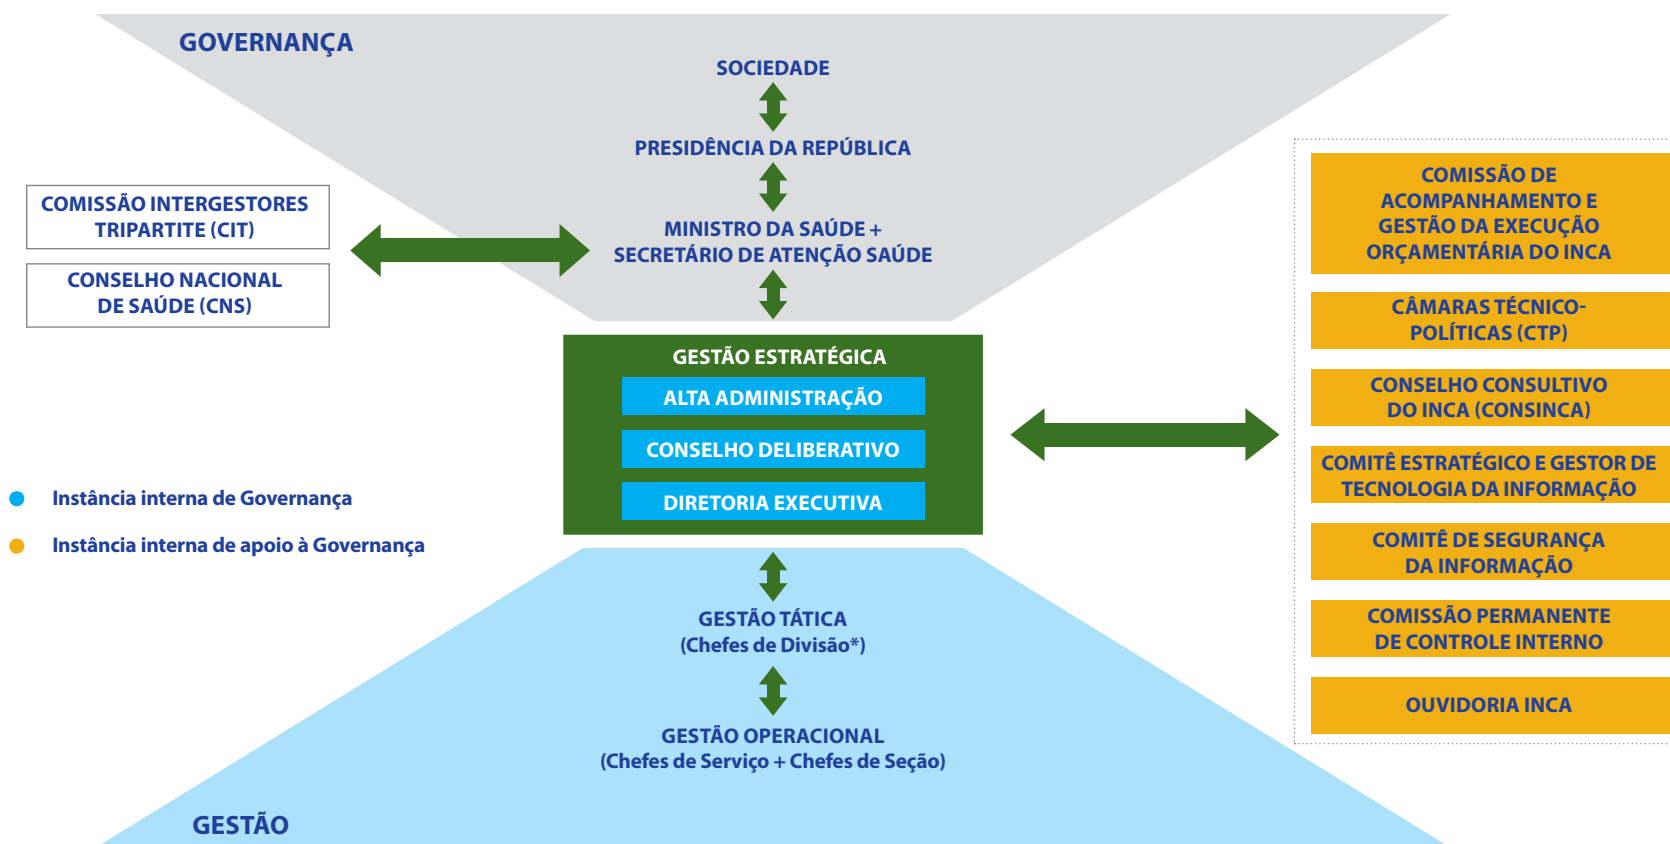 GOVERNANÇA
SOCIEDADE
PRESIDÊNCIA DA REPÚBLICA
MINISTRO DA SAÚDE +
SECRETÁRIO DE ATENÇÃO SAÚDE
COMISSÃO INTERGESTORES
TRIPARTITE (CIT)
CONSELHO NACIONAL
DE SAÚDE (CNS)
GESTÃO ESTRATÉGICA
ALTA ADMINISTRAÇÃO
CONSELHO DELIBERATIVO
DIRETORIA EXECUTIVA
Instância interna de Governança
Instância interna de apoio à Governança
GESTÃO TÁTICA
(Chefes de Divisão*)
GESTÃO OPERACIONAL
(Chefes de Serviço + Chefes de Seção)
GESTÃO
COMISSÃO DE
ACOMPANHAMENTO E
GESTÃO DA EXECUÇÃO
ORÇAMENTÁRIA DO INCA
CÂMARAS TÉCNICO-
POLÍTICAS (CTP)
CONSELHO CONSULTIVO
DO INCA (CONSINCA)
COMITÊ ESTRATÉGICO E GESTOR DE
TECNOLOGIA DA INFORMAÇÃO
COMITÊ DE SEGURANÇA
DA INFORMAÇÃO
COMISSÃO PERMANENTE
DE CONTROLE INTERNO
OUVIDORIA INCA